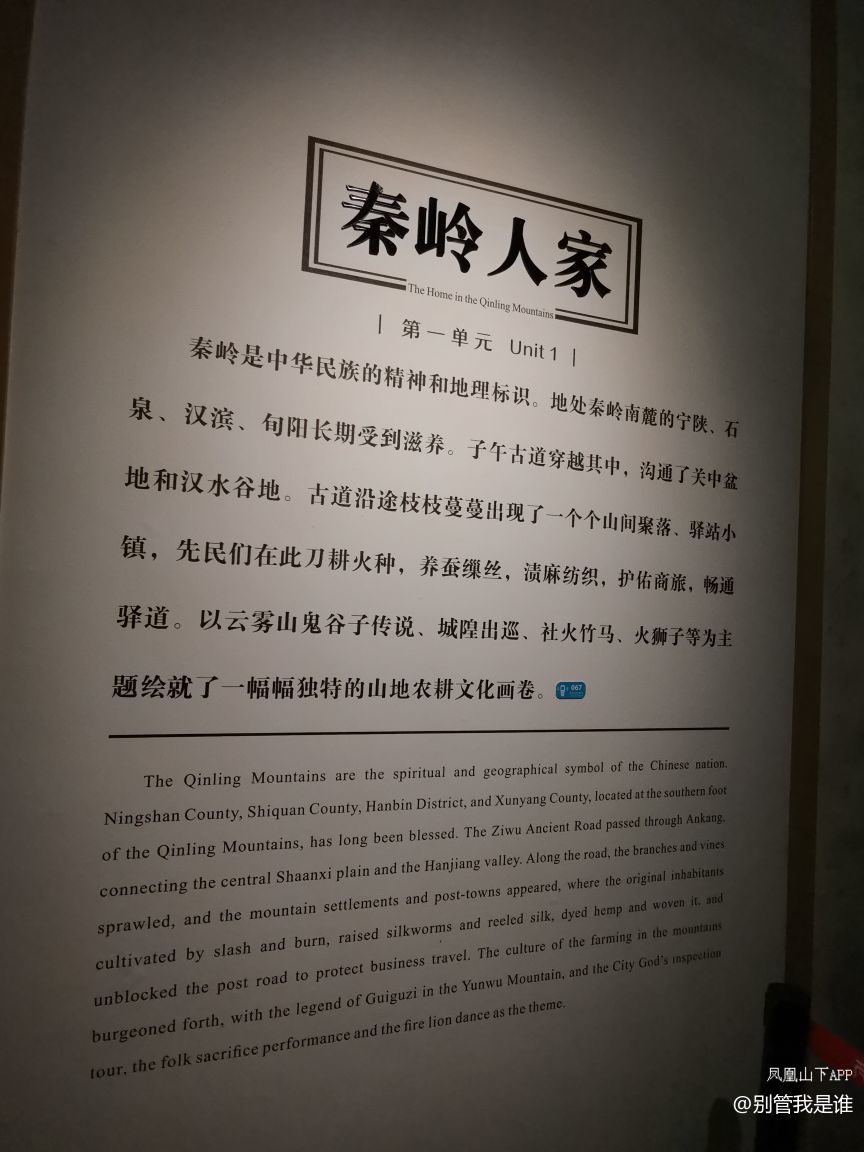 秦岭人家
The Home in the Qinling Mountains
第一单元 Unit 1
秦岭是中华民族的精神和地理标识。地处秦岭南麓的宁陕、石
泉、汉滨、旬阳长期受到滋养。子午古道穿越其中，沟通了关中盆
地和汉水谷地。古道沿途枝枝蔓蔓出现了一个个山间聚落、驿站小
镇，先民们在此刀耕火种，养蚕缫丝，渍麻纺织，护佑商旅，畅通
驿道。以云雾山鬼谷子传说、城隍出巡、社火竹马、火狮子等为主
题绘就了一幅幅独特的山地农耕文化画卷。 067
The Qinling Mountains are the spiritual and geographical symbol of the Chinese nation.
Ningshan County, Shiquan County, Hanbin District, and Xunyang County, located at the southern foot
of the Qinling Mountains, has long been blessed. The Ziwu Ancient Road passed through Ankang,
connecting the central Shaanxi plain and the Hanjiang valley. Along the road, the branches and vines
sprawled, and the mountain settlements and post-towns appeared, where the original inhabitants
cultivated by slash and burn, raised silkworms and reeled silk, dyed hemp and woven it, and
unblocked the post road to protect business travel. The culture of the farming in the mountains
burgeoned forth, with the legend of Guiguzi in the Yunwu Mountain, and the City God's inspection
tour, the folk sacrifice performance and the fire lion dance as the theme.
凤凰山下APP
@别管我是谁